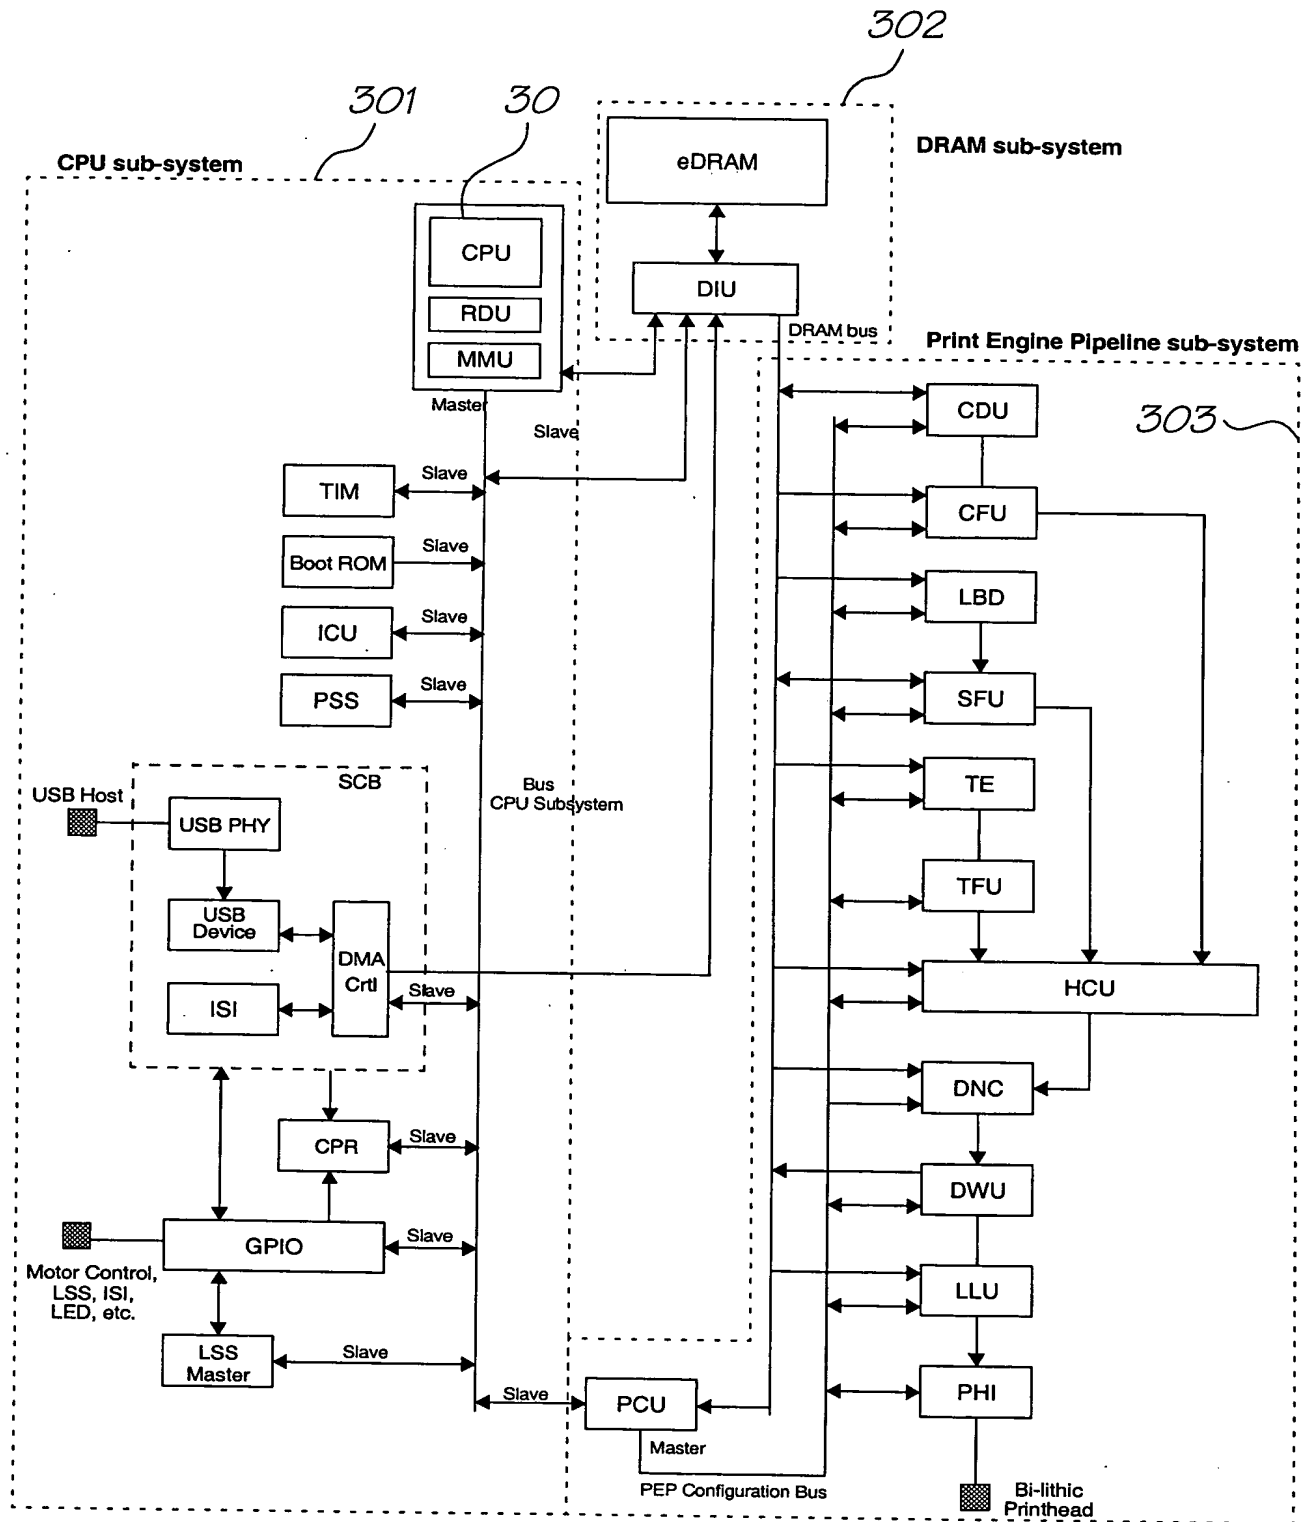 302
301
30
CPU sub-system
DRAM sub-system
eDRAM
CPU
RDU
MMU
Master
DIU
DRAM bus
Print Engine Pipeline sub-system
303
Slave
TIM
Slave
Boot ROM
Slave
ICU
Slave
PSS
Slave
CDU
CFU
LBD
SFU
TE
TFU
HCU
DNC
DWU
LLU
PHI
SCB
USB Host
USB PHY
USB
Device
ISI
DMA
Crtl
Slave
Bus
CPU Subsystem
CPR
Slave
GPIO
Slave
Motor Control,
LSS, ISI,
LED, etc.
LSS
Master
Slave
Slave
PCU
Master
PEP Configuration Bus
Bi-lithic
Printhead